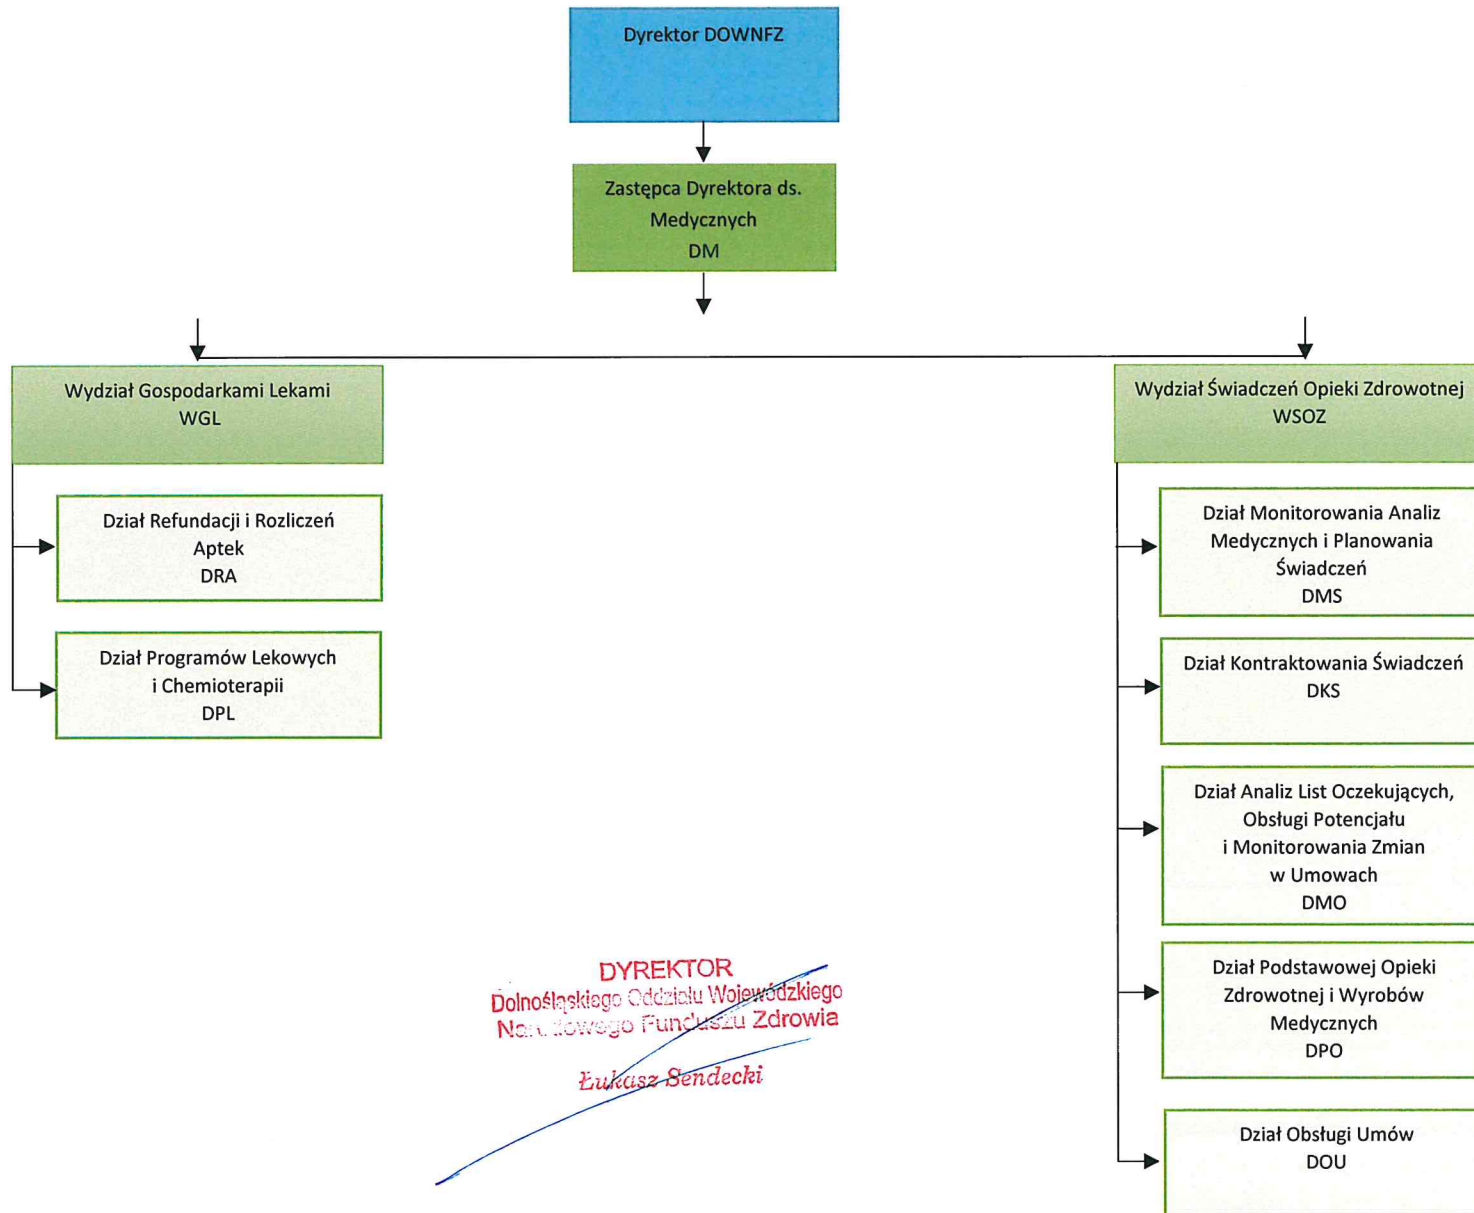 Dyrektor DOWNFZ
Zastępca Dyrektora ds.
Medycznych
DM
Wydział Gospodarkami Lekami
WGL
Dział Refundacji i Rozliczeń
Aptek
DRA
Dział Programów Lekowych
i Chemioterapii
DPL
Wydział Świadczeń Opieki Zdrowotnej
WSOZ
Dział Monitorowania Analiz
Medycznych i Planowania
Świadczeń
DMS
Dział Kontraktowania Świadczeń
DKS
Dział Analiz List Oczekujących,
Obsługi Potencjału
i Monitorowania Zmian
w Umowach
DMO
Dział Podstawowej Opieki
Zdrowotnej i Wyrobów
Medycznych
DPO
Dział Obsługi Umów
DOU
DYREKTOR
Dolnośląskiego Oddziału Wojewódzkiego
Narodowego Funduszu Zdrowia
Łukasz Sendecki